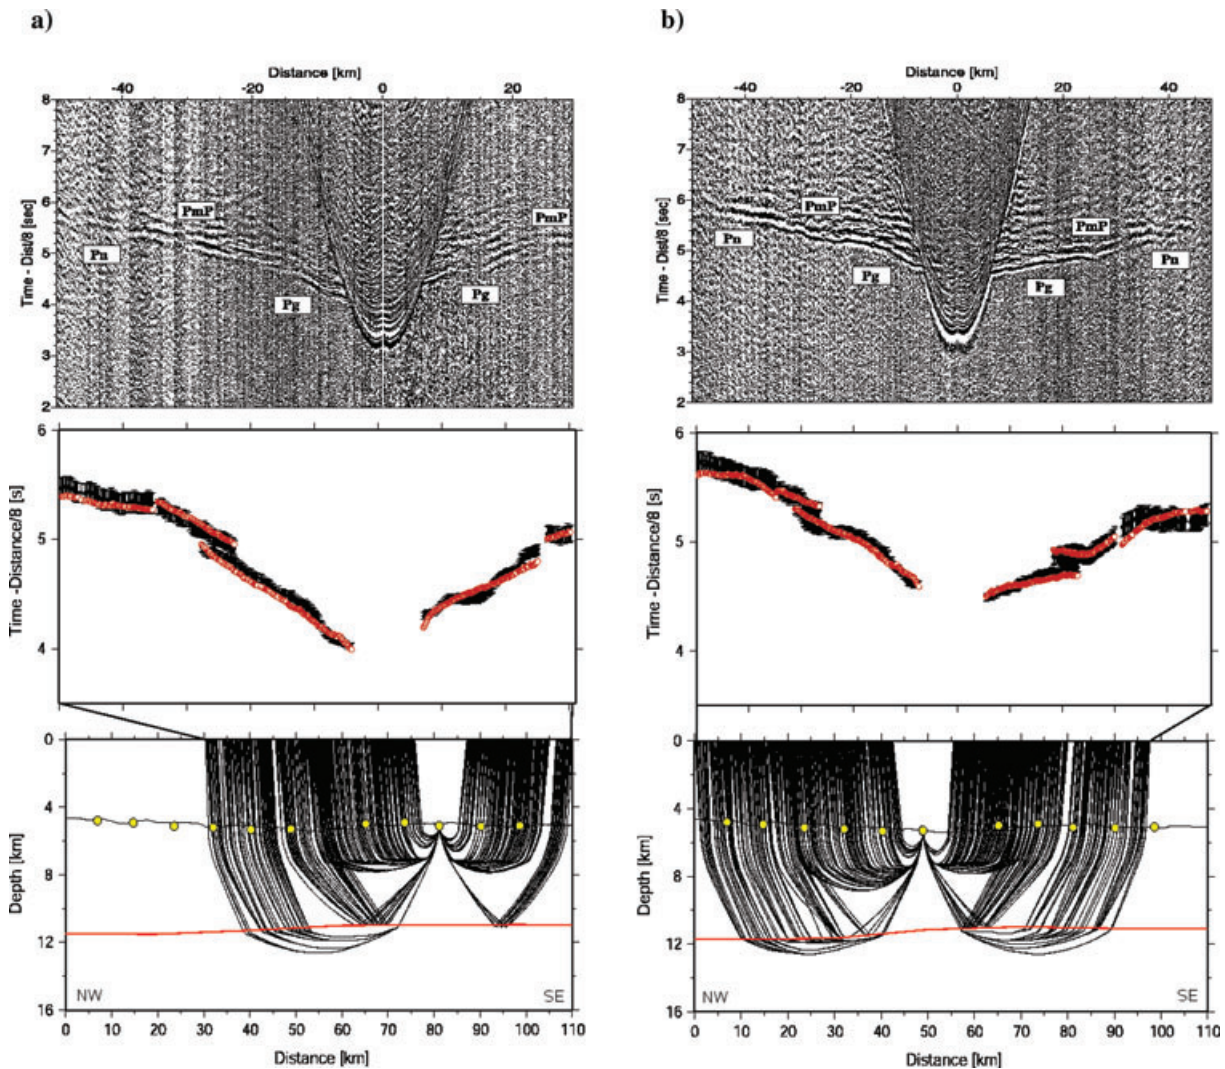 a)
Distance [km]
-40 -20 0 20
8
7
6
5
4
3
2
Time - Dist/8 [sec]
PmP
PmP
Pn
Pg
Pg
6
5
4
Time -Distance/8 [s]
0
4
8
12
16
Depth [km]
NW SE
0 10 20 30 40 50 60 70 80 90 100 110
Distance [km]
b)
Distance [km]
-40 -20 0 20 40
8
7
6
5
4
3
2
Time - Dist/8 [sec]
PmP
PmP
Pn
Pn
Pg
Pg
6
5
4
Time -Distance/8 [s]
0
4
8
12
16
Depth [km]
NW SE
0 10 20 30 40 50 60 70 80 90 100 110
Distance [km]